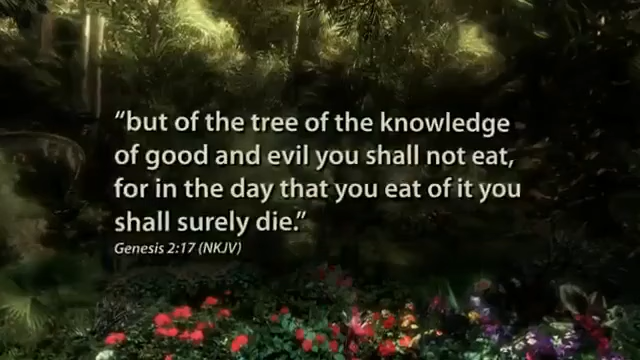 “but of the tree of the knowledge
of good and evil you shall not eat,
for in the day that you eat of it you
shall surely die.”
Genesis 2:17 (NKJV)